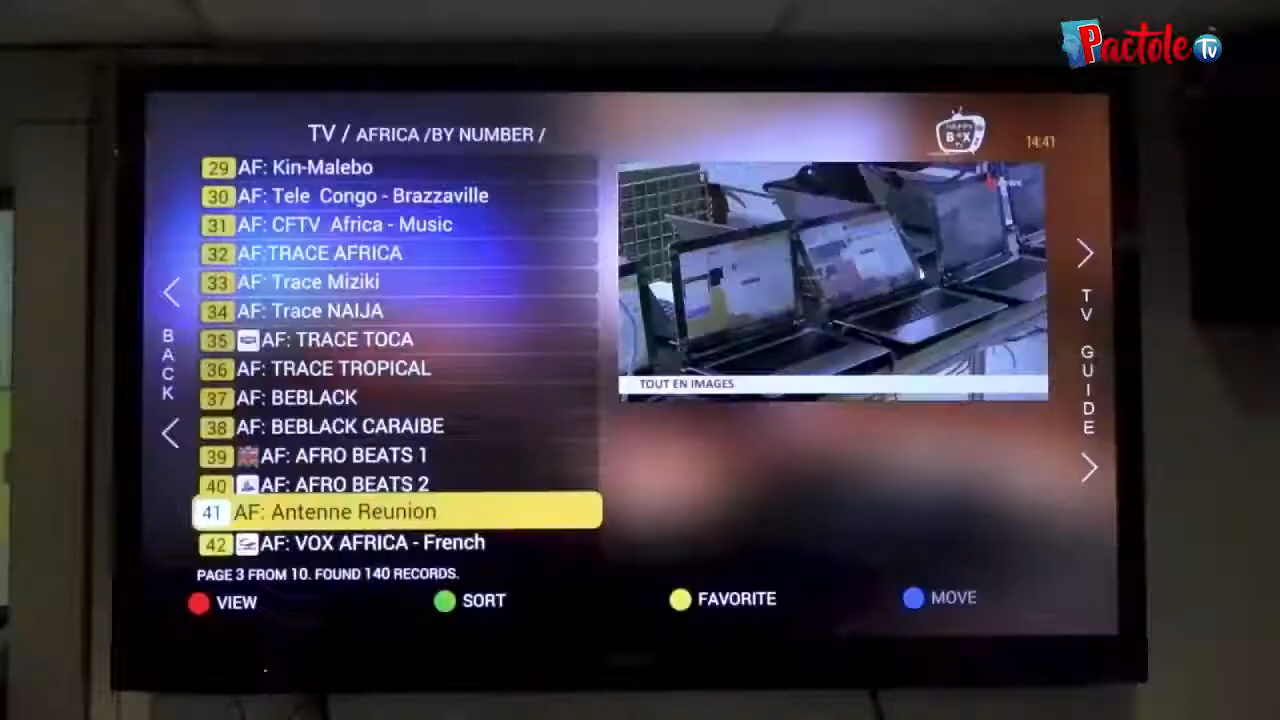 Pactole Tv
TV / AFRICA /BY NUMBER /
BOX
14:41
29 AF: Kin-Malebo
30 AF: Tele Congo - Brazzaville
31 AF: CFTV Africa - Music
32 AF:TRACE AFRICA
33 AF: Trace Miziki
34 AF: Trace NAIJA
35 AF: TRACE TOCA
36 AF: TRACE TROPICAL
37 AF: BEBLACK
38 AF: BEBLACK CARAIBE
39 AF: AFRO BEATS 1
40 AF: AFRO BEATS 2
41 AF: Antenne Reunion
42 AF: VOX AFRICA - French
PAGE 3 FROM 10. FOUND 140 RECORDS.
VIEW
SORT
FAVORITE
MOVE
BACK
TOUT EN IMAGES
TV GUIDE